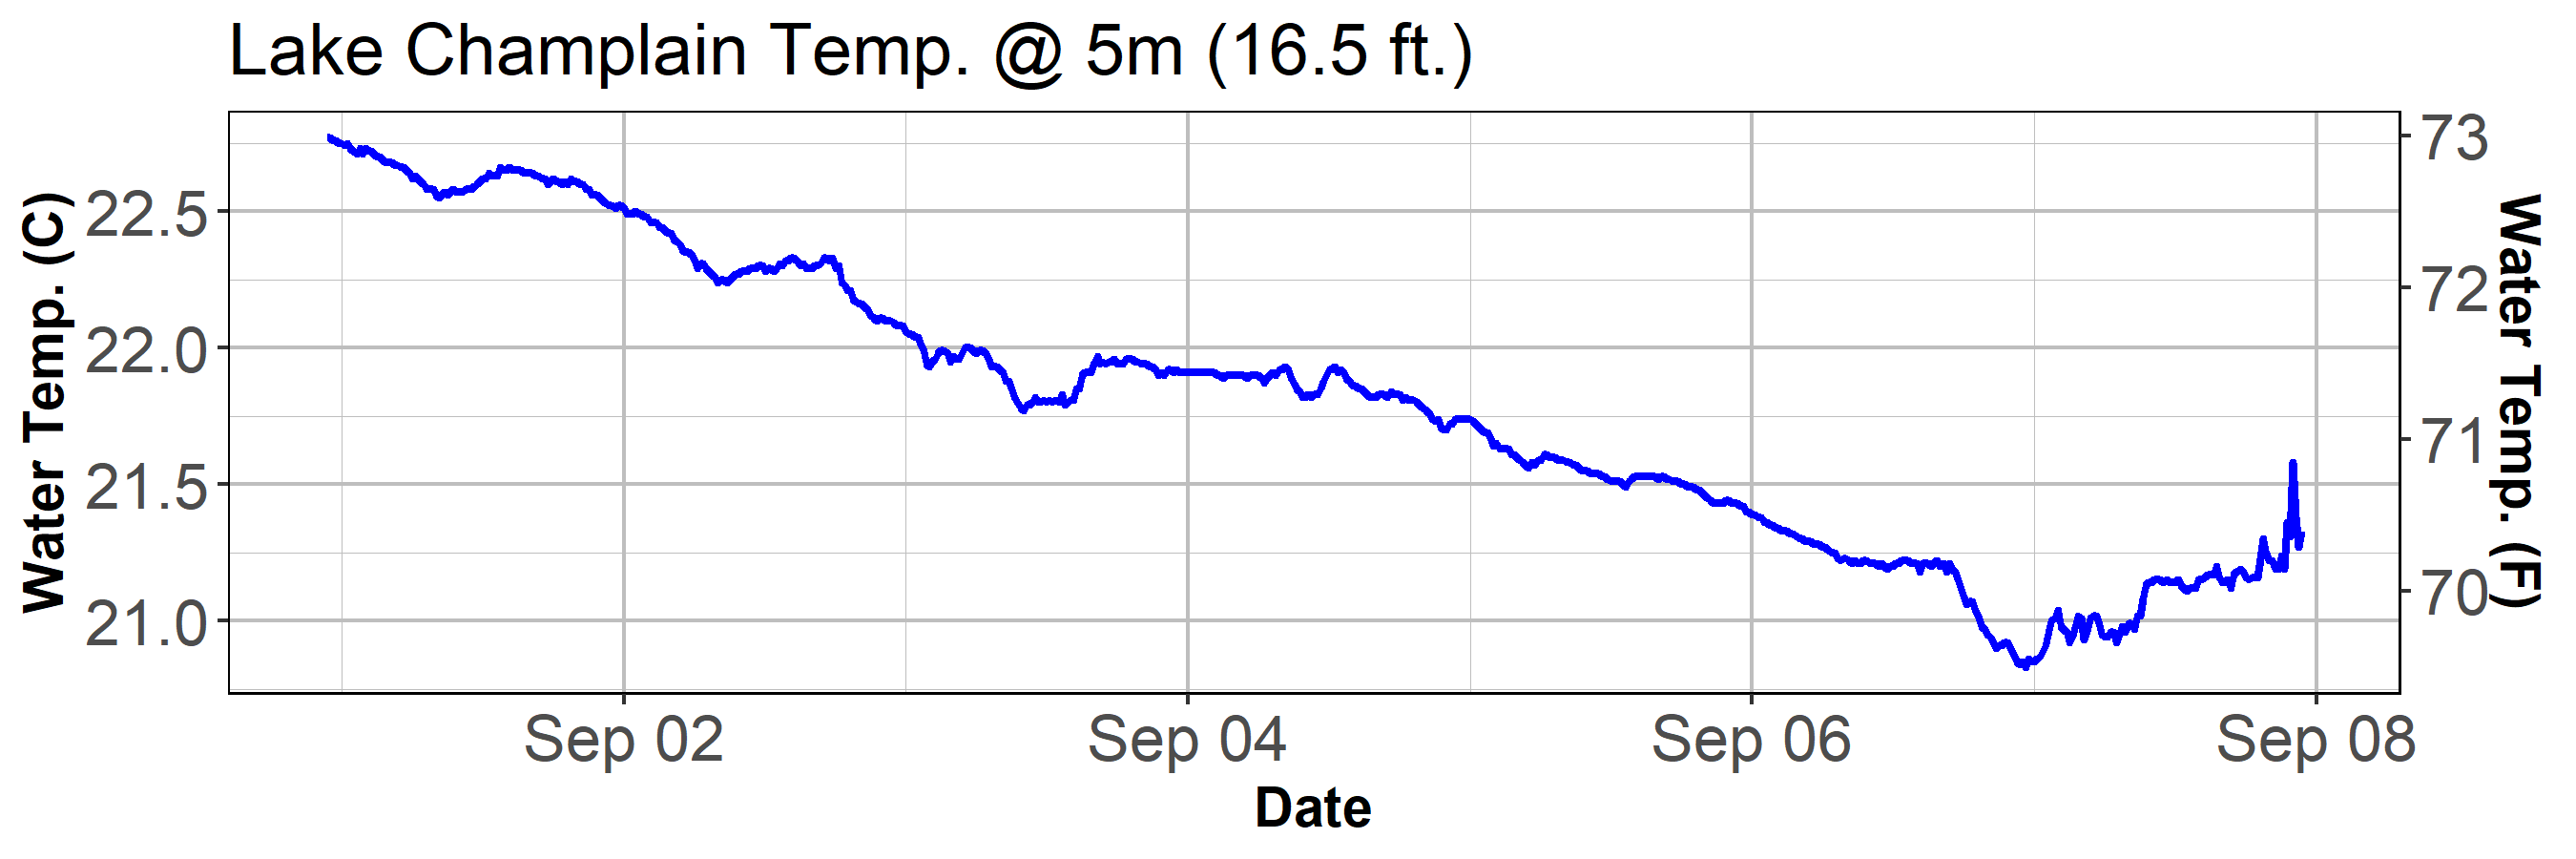 Lake Champlain Temp. @ 5m (16.5 ft.)
Water Temp. (C)
22.5
22.0
21.5
21.0
73
72
71
70
Water Temp. (F)
Sep 02 Sep 04 Sep 06 Sep 08
Date